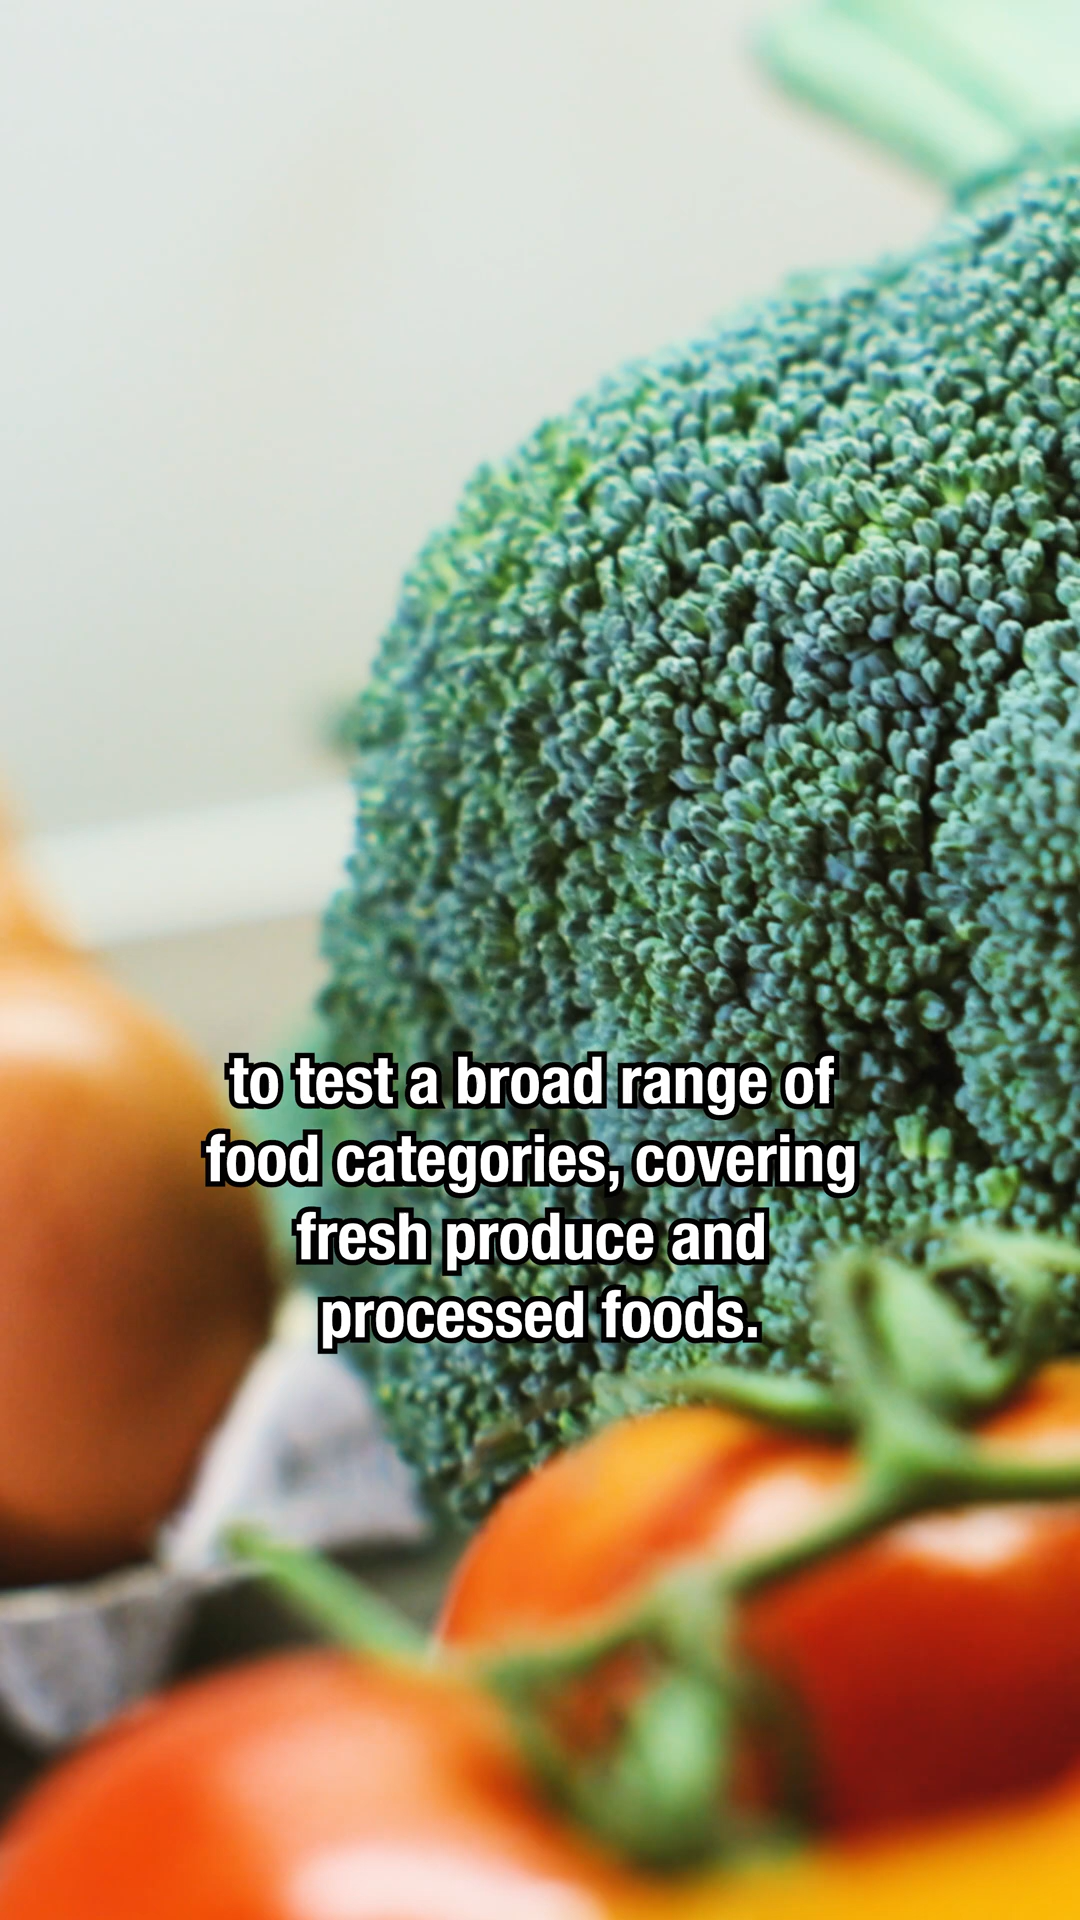 to test a broad range of
food categories, covering
fresh produce and
processed foods.